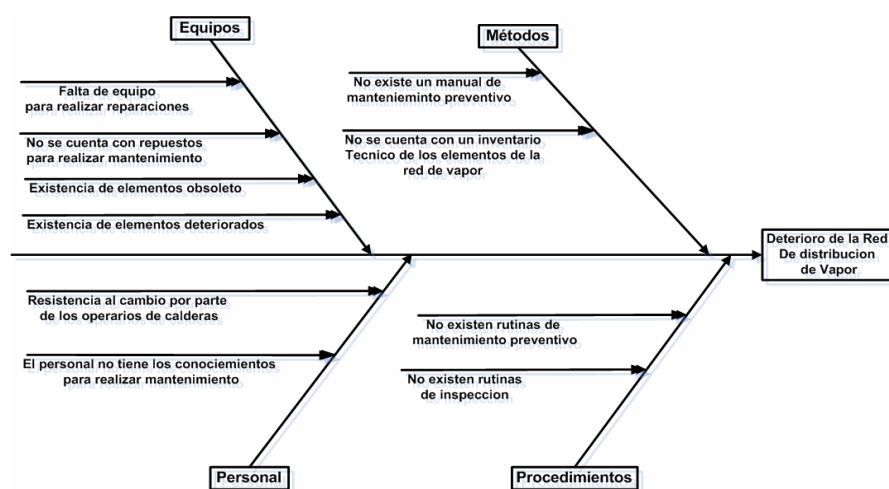 Equipos
Métodos
Falta de equipo
para realizar reparaciones
No se cuenta con repuestos
para realizar mantenimiento
Existencia de elementos obsoleto
Existencia de elementos deteriorados
No existe un manual de
mantenieminto preventivo
No se cuenta con un inventario
Tecnico de los elementos de la
red de vapor
Deterioro de la Red
De distribucion
de Vapor
Resistencia al cambio por parte
de los operarios de calderas
El personal no tiene los conociemientos
para realizar mantenimiento
No existen rutinas de
mantenimiento preventivo
No existen rutinas
de inspeccion
Personal
Procedimientos